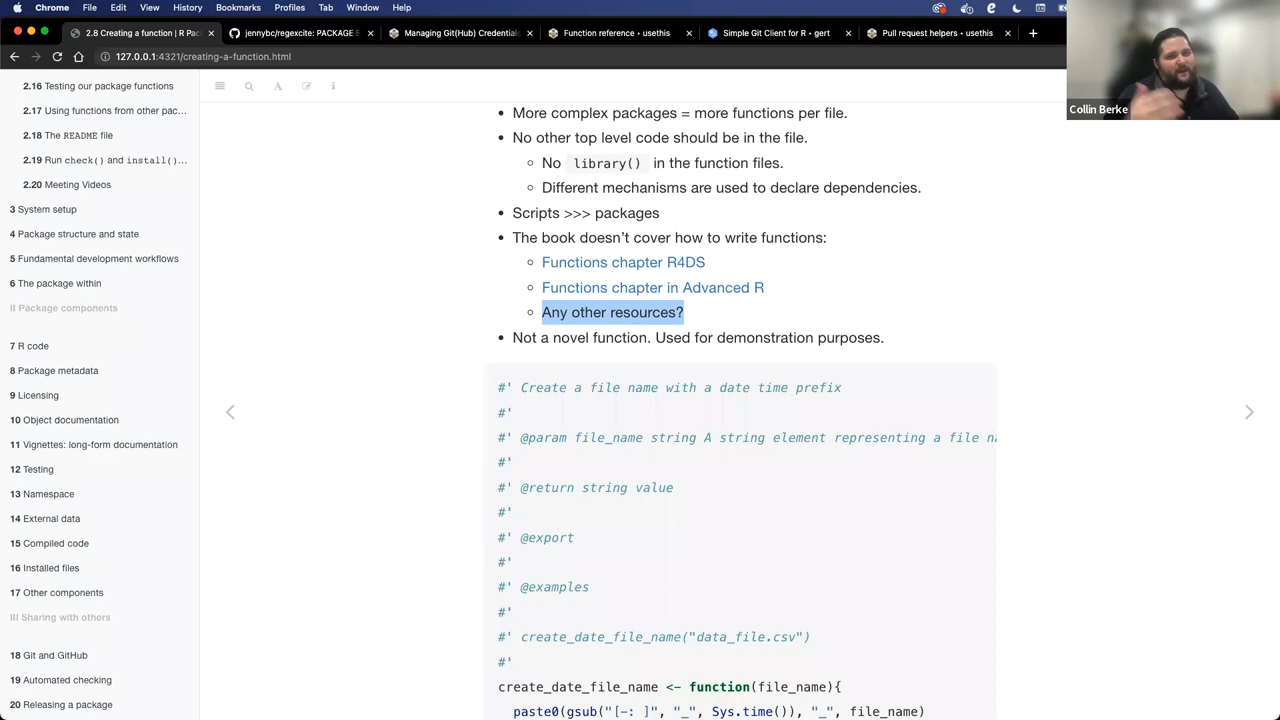 Chrome File Edit View History Bookmarks Profiles Tab Window Help
2.8 Creating a function | R Pac
jennybc/regexcite: PACKAGE E
Managing Git(Hub) Credentials
Function reference • usethis
Simple Git Client for R • gert
Pull request helpers • usethis
127.0.0.1:4321/creating-a-function.html
Collin Berke
2.16 Testing our package functions
2.17 Using functions from other pac...
2.18 The README file
2.19 Run check() and install()...
2.20 Meeting Videos
3 System setup
4 Package structure and state
5 Fundamental development workflows
6 The package within
II Package components
7 R code
8 Package metadata
9 Licensing
10 Object documentation
11 Vignettes: long-form documentation
12 Testing
13 Namespace
14 External data
15 Compiled code
16 Installed files
17 Other components
III Sharing with others
18 Git and GitHub
19 Automated checking
20 Releasing a package
• More complex packages = more functions per file.
• No other top level code should be in the file.
◦ No library() in the function files.
◦ Different mechanisms are used to declare dependencies.
• Scripts >>> packages
• The book doesn't cover how to write functions:
◦ Functions chapter R4DS
◦ Functions chapter in Advanced R
◦ Any other resources?
• Not a novel function. Used for demonstration purposes.
#' Create a file name with a date time prefix
#'
#' @param file_name string A string element representing a file na
#'
#' @return string value
#'
#' @export
#'
#' @examples
#'
#' create_date_file_name("data_file.csv")
#'
create_date_file_name <- function(file_name){
paste0(gsub("[-: ]", "_", Sys.time()), "_", file_name)